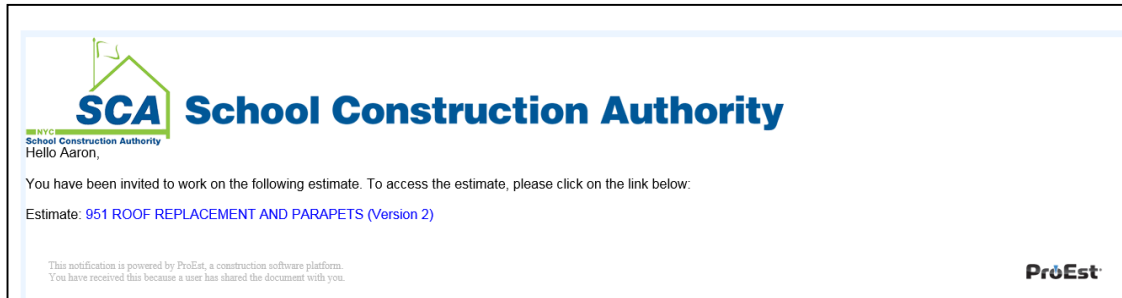 SCA School Construction Authority
NYC
School Construction Authority
Hello Aaron,
You have been invited to work on the following estimate. To access the estimate, please click on the link below:
Estimate: 951 ROOF REPLACEMENT AND PARAPETS (Version 2)
This notification is powered by ProEst, a construction software platform.
You have received this because a user has shared the document with you.
ProEst